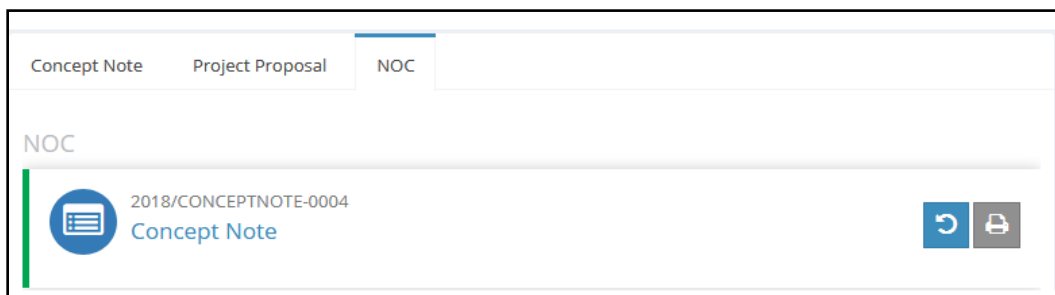 Concept Note Project Proposal NOC
NOC
2018/CONCEPTNOTE-0004
Concept Note